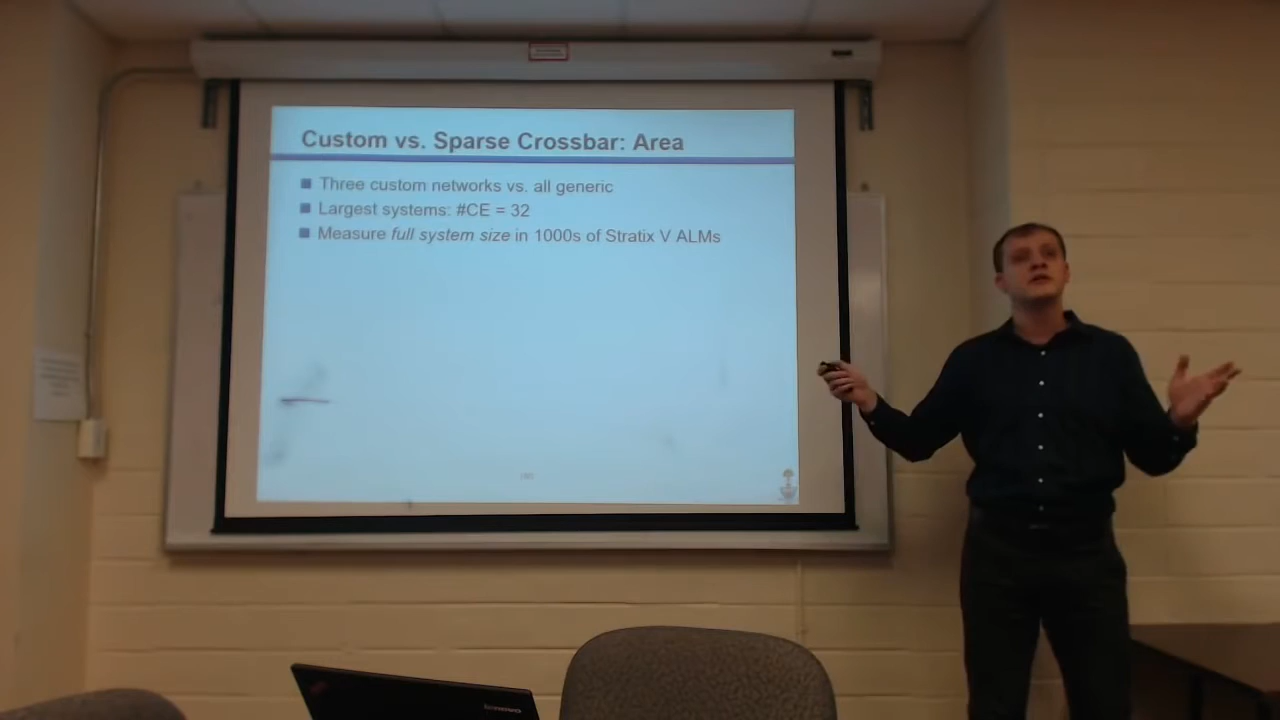 Custom vs. Sparse Crossbar: Area
Three custom networks vs. all generic
Largest systems: #CE = 32
Measure full system size in 1000s of Stratix V ALMs
lenovo